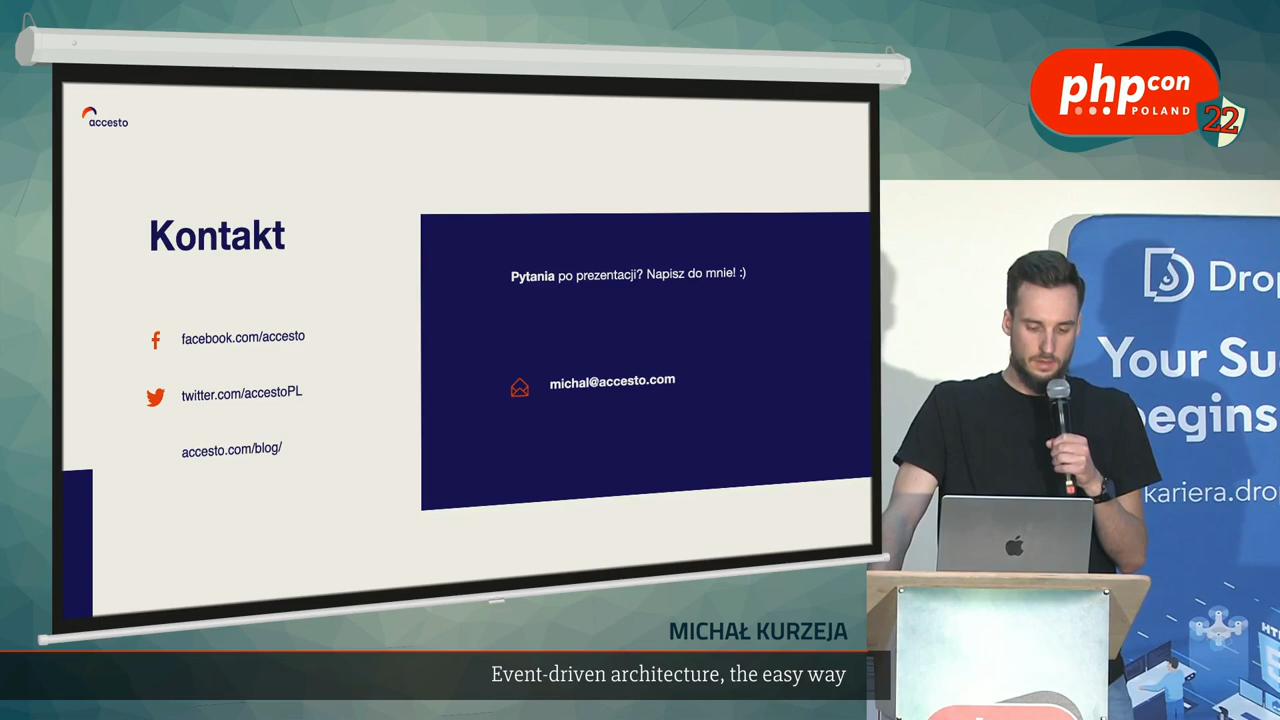 accesto
Kontakt
facebook.com/accesto
twitter.com/accestoPL
accesto.com/blog/
Pytania po prezentacji? Napisz do mnie! :)
michal@accesto.com
phpcon
POLAND
22
Your Su
egins
kariera.dro
MICHAŁ KURZEJA
Event-driven architecture, the easy way